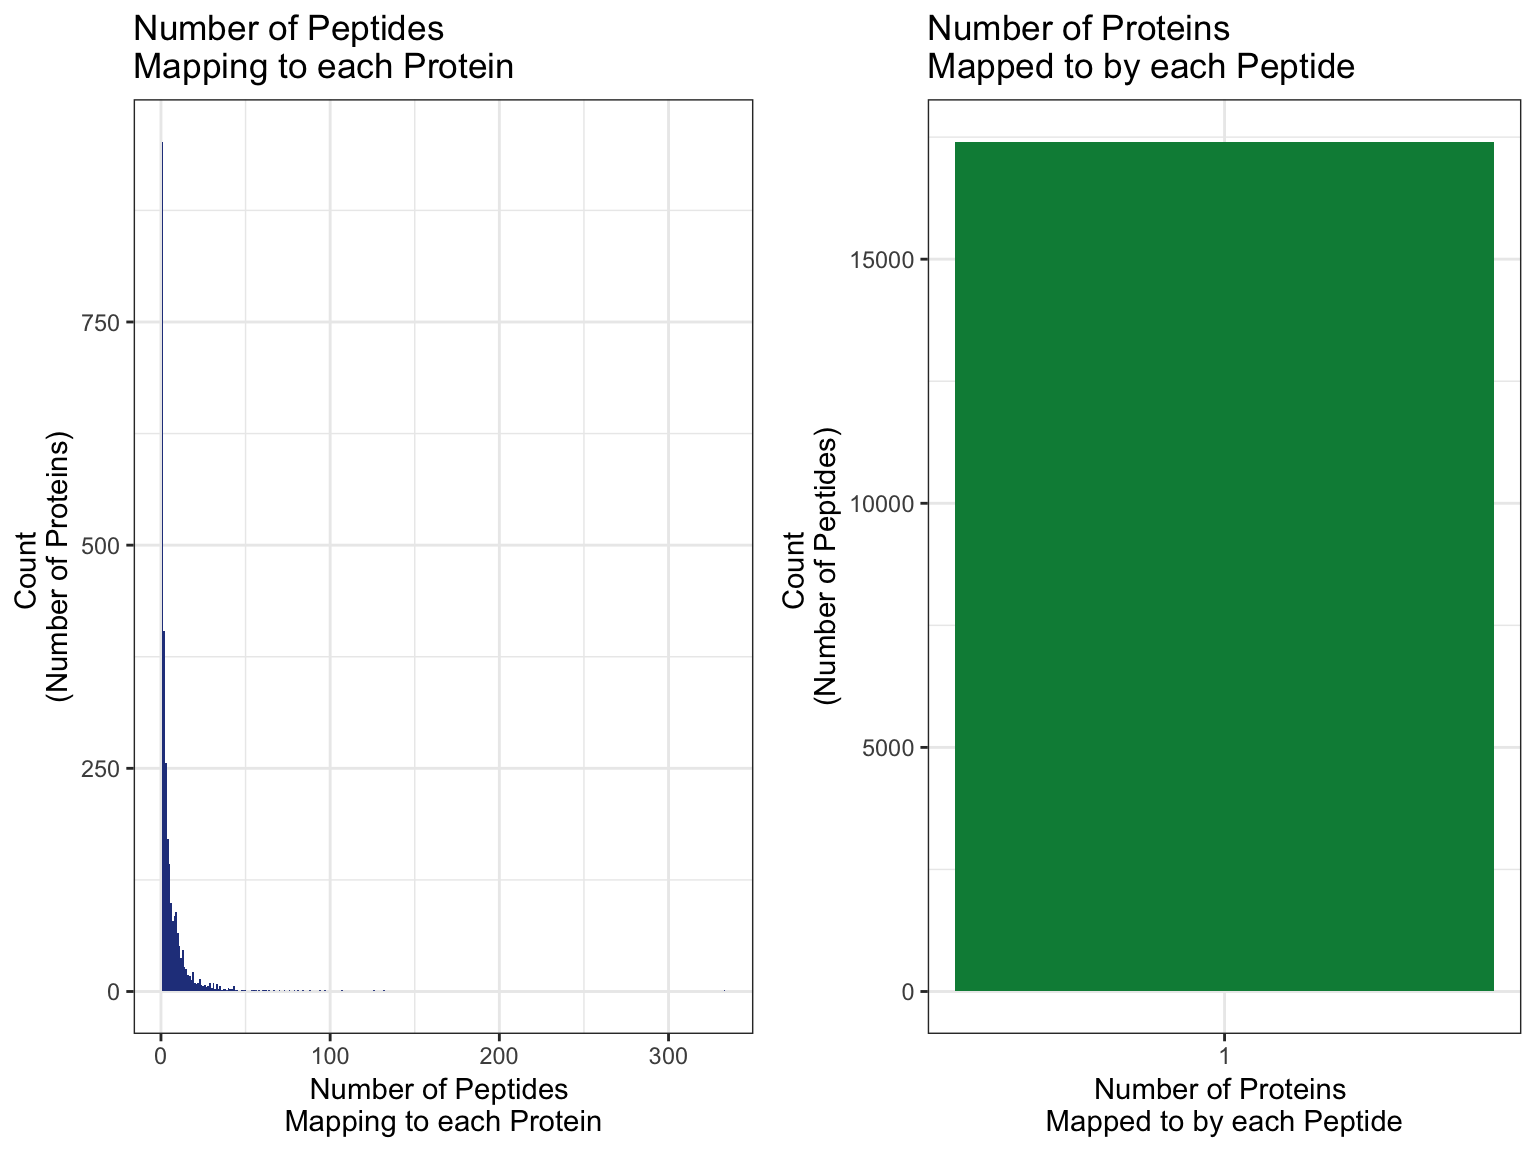 Number of Peptides
Mapping to each Protein
Count
(Number of Proteins)
750
500
250
0
0
100
200
300
Number of Peptides
Mapping to each Protein
Number of Proteins
Mapped to by each Peptide
Count
(Number of Peptides)
15000
10000
5000
0
1
Number of Proteins
Mapped to by each Peptide